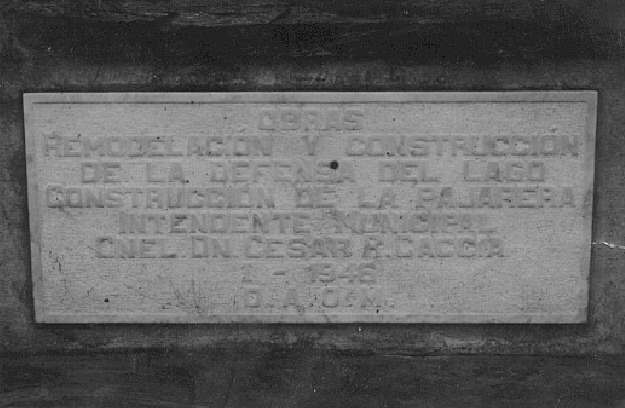 OBRAS
REMODELACION Y CONSTRUCCION
DE LA DEFENSA DEL LAGO
CONSTRUCCION DE LA PAJARERA
INTENDENTE MUNICIPAL
CNEL. DN. CESAR R. CACCIA
- 1946
D. A. O. M.